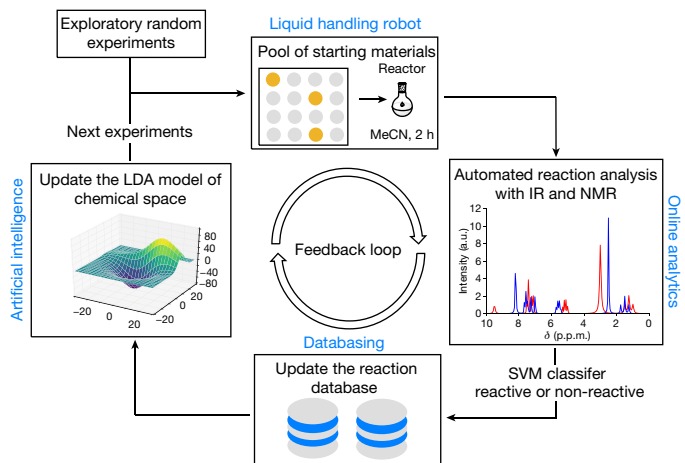 Exploratory random
experiments
Liquid handling robot
Pool of starting materials
Reactor
MeCN, 2 h
Next experiments
Artificial intelligence
Update the LDA model of
chemical space
80
40
0
−40
−80
−20
0
20
−20
0
20
Feedback loop
Automated reaction analysis
with IR and NMR
Online analytics
Intensity (a.u.)
12
10
8
6
4
2
0
10
8
6
4
2
0
δ (p.p.m.)
SVM classifer
reactive or non-reactive
Databasing
Update the reaction
database